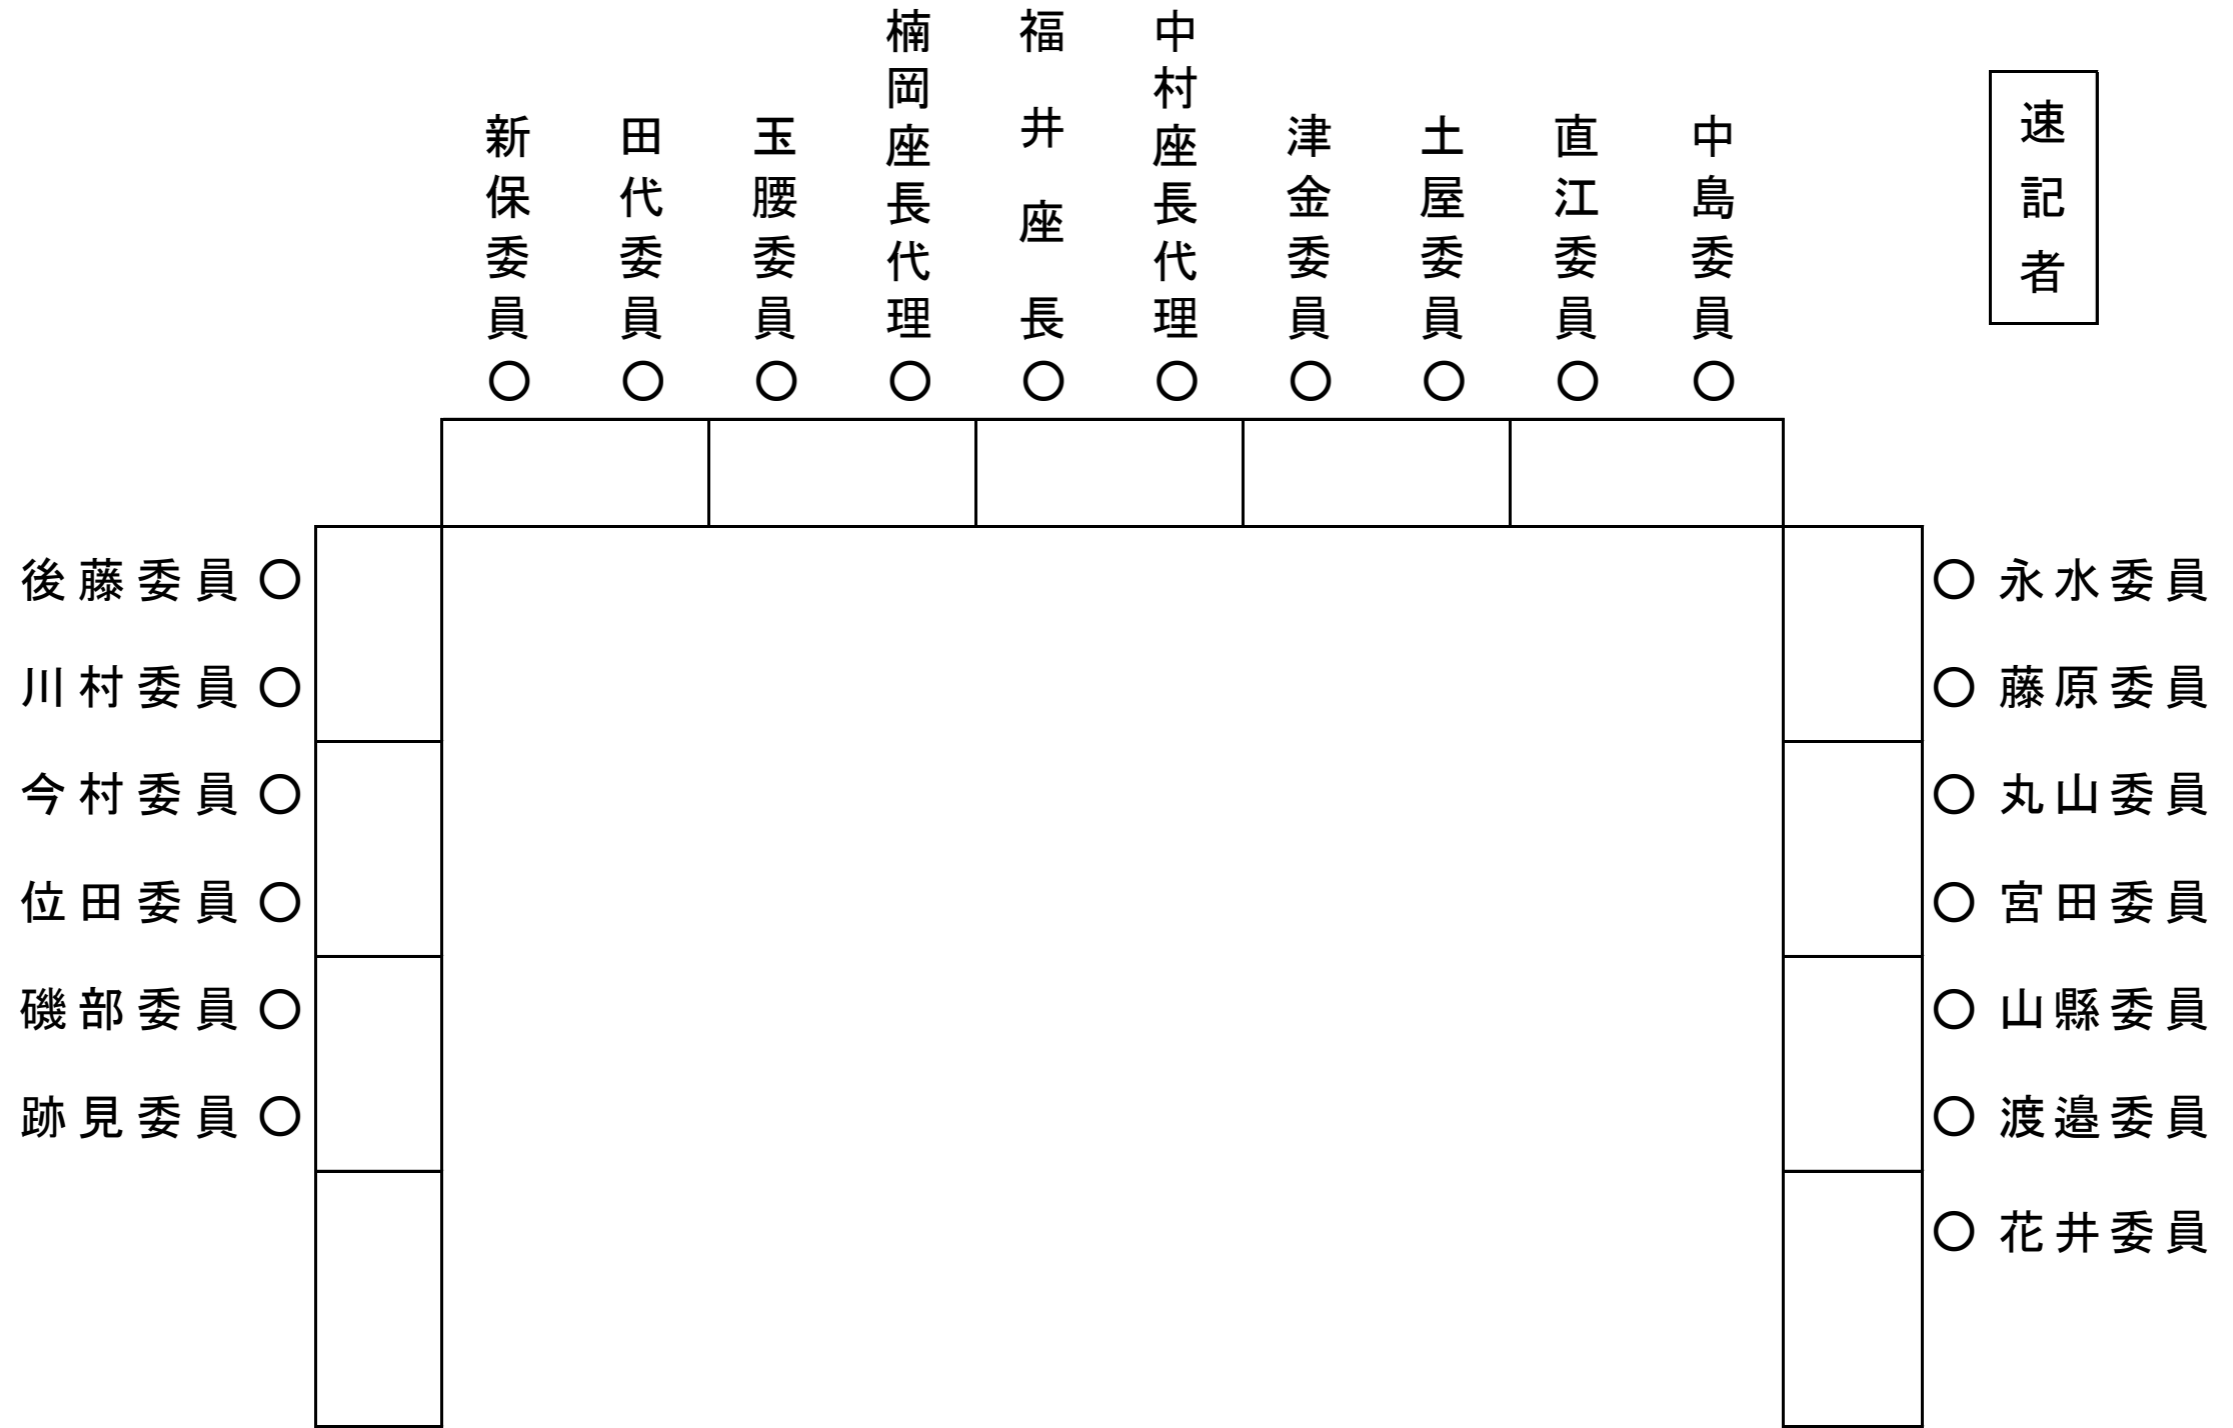 新保委員○
田代委員○
玉腰委員○
楠岡座長代理○
福井座長○
中村座長代理○
津金委員○
土屋委員○
直江委員○
中島委員○
速記者
後藤委員○
川村委員○
今村委員○
位田委員○
磯部委員○
跡見委員○
○永水委員
○藤原委員
○丸山委員
○宮田委員
○山縣委員
○渡邉委員
○花井委員